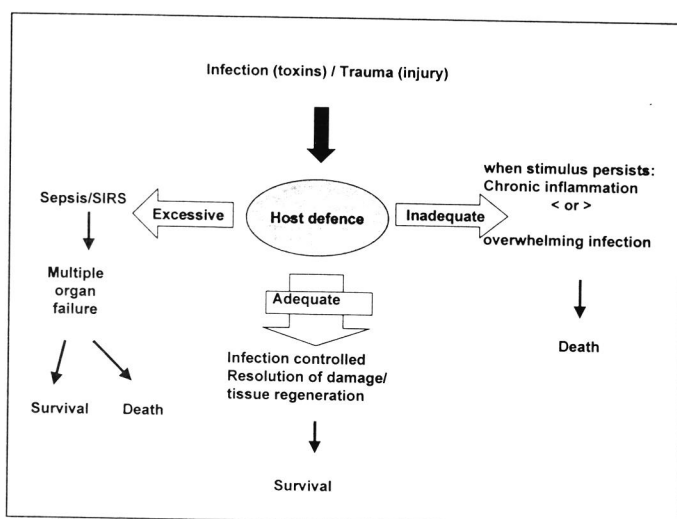 Infection (toxins) / Trauma (injury)
Sepsis/SIRS
Excessive
Host defence
Inadequate
when stimulus persists:
Chronic inflammation
< or >
overwhelming infection
Multiple
organ
failure
Adequate
Death
Infection controlled
Resolution of damage/
tissue regeneration
Survival
Death
Survival